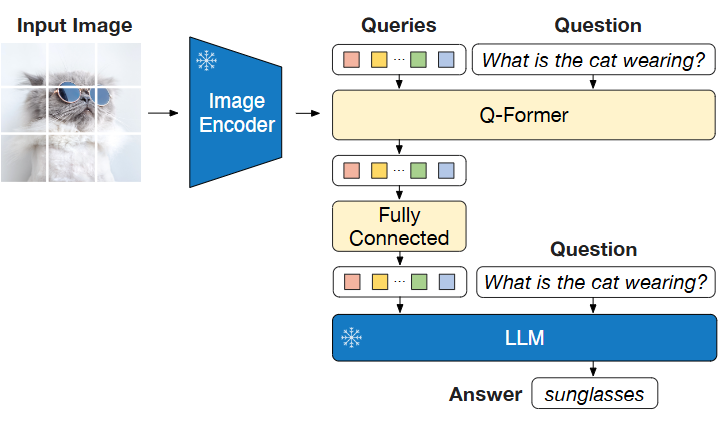 Input Image
Queries
Question
What is the cat wearing?
Image
Encoder
Q-Former
Fully
Connected
Question
What is the cat wearing?
LLM
Answer
sunglasses